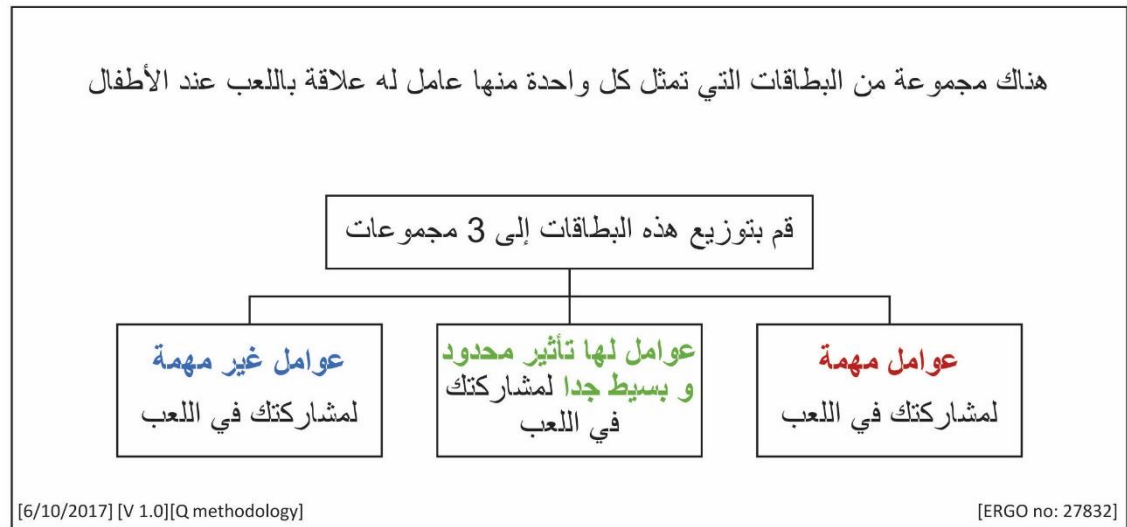 هناك مجموعة من البطاقات التي تمثل كل واحدة منها عامل له علاقة باللعب عند الأطفال
قم بتوزيع هذه البطاقات إلى 3 مجموعات
عوامل مهمة
لمشاركتك في اللعب
عوامل لها تأثير محدود
و بسيط جدا لمشاركتك
في اللعب
عوامل غير مهمة
لمشاركتك في اللعب
[6/10/2017] [V 1.0][Q methodology]
[ERGO no: 27832]